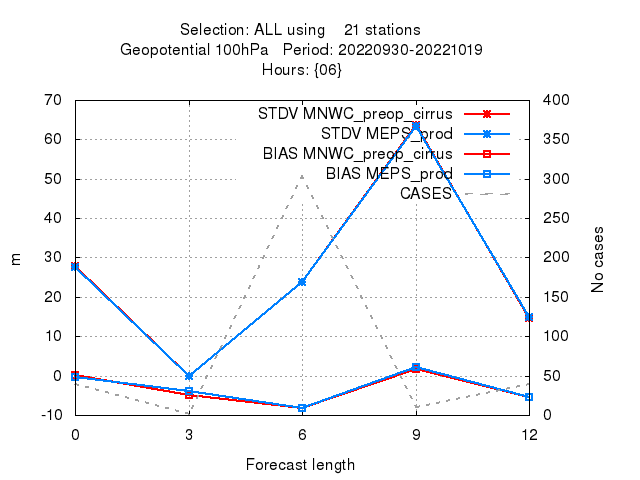 Selection: ALL using    21 stations
Geopotential 100hPa   Period: 20220930-20221019
Hours: {06}
STDV MNWC_preop_cirrus
STDV MEPS_prod
BIAS MNWC_preop_cirrus
BIAS MEPS_prod
CASES
70
60
50
40
30
20
10
0
-10
m
400
350
300
250
200
150
100
50
0
No cases
0 3 6 9 12
Forecast length